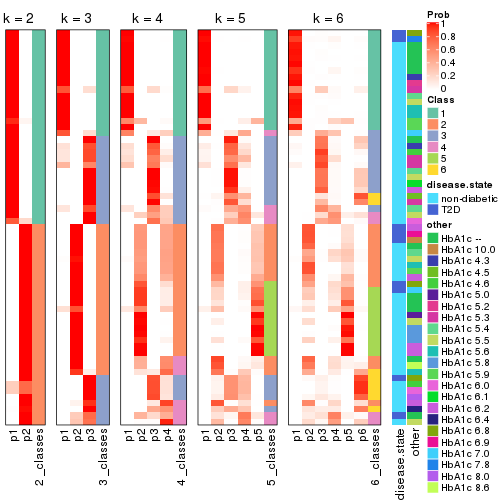 k = 2
k = 3
k = 4
k = 5
k = 6
p1
p2
2_classes
p1
p2
p3
3_classes
p1
p2
p3
p4
4_classes
p1
p2
p3
p4
p5
5_classes
p1
p2
p3
p4
p5
p6
6_classes
disease.state
other
Prob
1
0.8
0.6
0.4
0.2
0
Class
1
2
3
4
5
6
disease.state
non-diabetic
T2D
other
HbA1c --
HbA1c 10.0
HbA1c 4.3
HbA1c 4.5
HbA1c 4.6
HbA1c 5.0
HbA1c 5.2
HbA1c 5.3
HbA1c 5.4
HbA1c 5.5
HbA1c 5.6
HbA1c 5.8
HbA1c 5.9
HbA1c 6.0
HbA1c 6.1
HbA1c 6.2
HbA1c 6.4
HbA1c 6.8
HbA1c 6.9
HbA1c 7.0
HbA1c 7.8
HbA1c 8.0
HbA1c 8.6